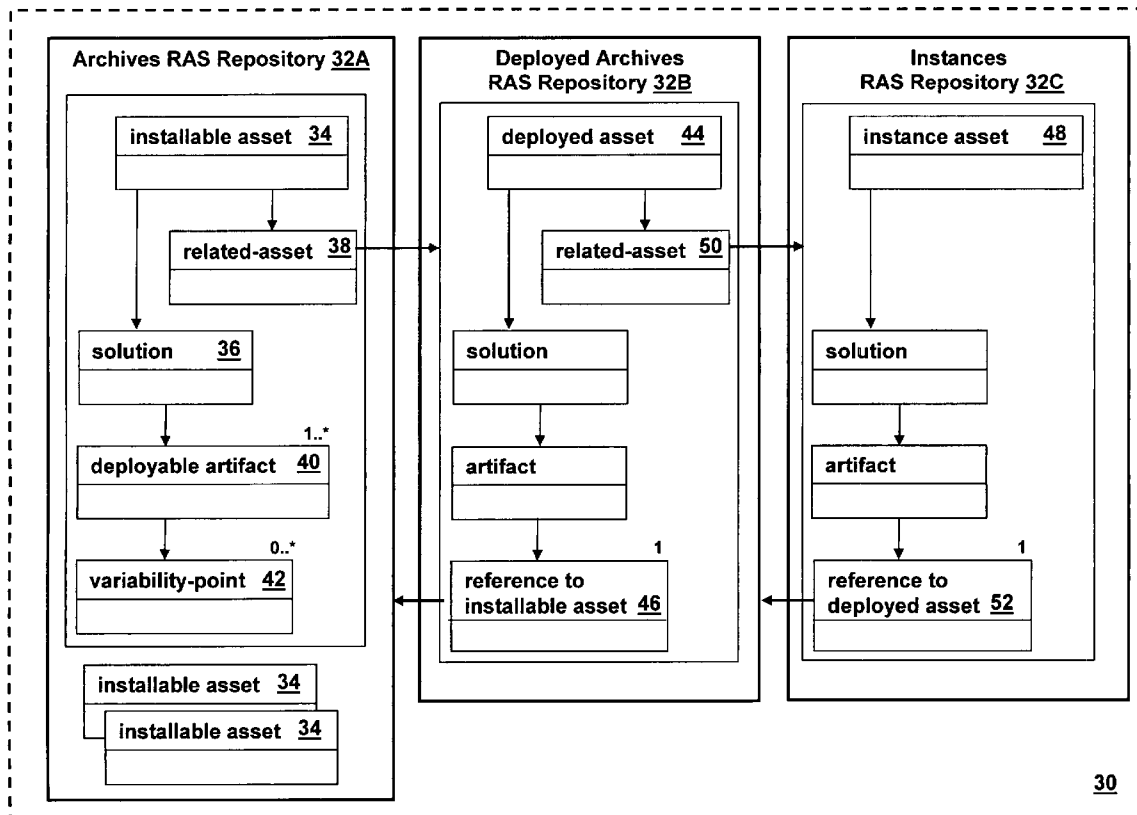 Archives RAS Repository 32A
installable asset 34
related-asset 38
solution 36
1..*
deployable artifact 40
0..*
variability-point 42
installable asset 34
installable asset 34
Deployed Archives
RAS Repository 32B
deployed asset 44
related-asset 50
solution
artifact
1
reference to
installable asset 46
Instances
RAS Repository 32C
instance asset 48
solution
artifact
1
reference to
deployed asset 52
30